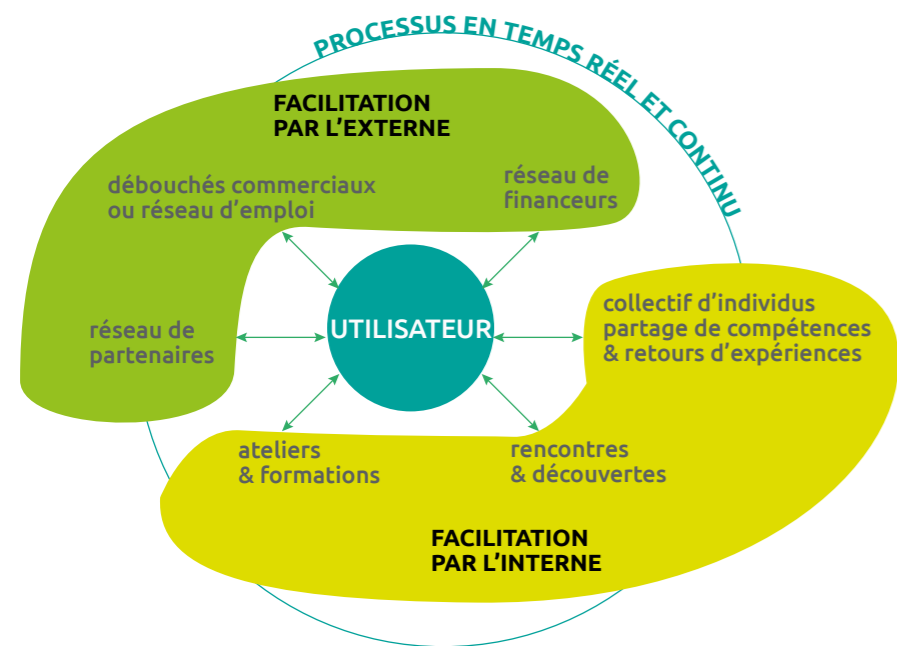 PROCESSUS EN TEMPS RÉEL ET CONTINU
FACILITATION
PAR L’EXTERNE
débouchés commerciaux
ou réseau d’emploi
réseau de
financeurs
réseau de
partenaires
UTILISATEUR
collectif d’individus
partage de compétences
& retours d’expériences
ateliers
& formations
rencontres
& découvertes
FACILITATION
PAR L’INTERNE